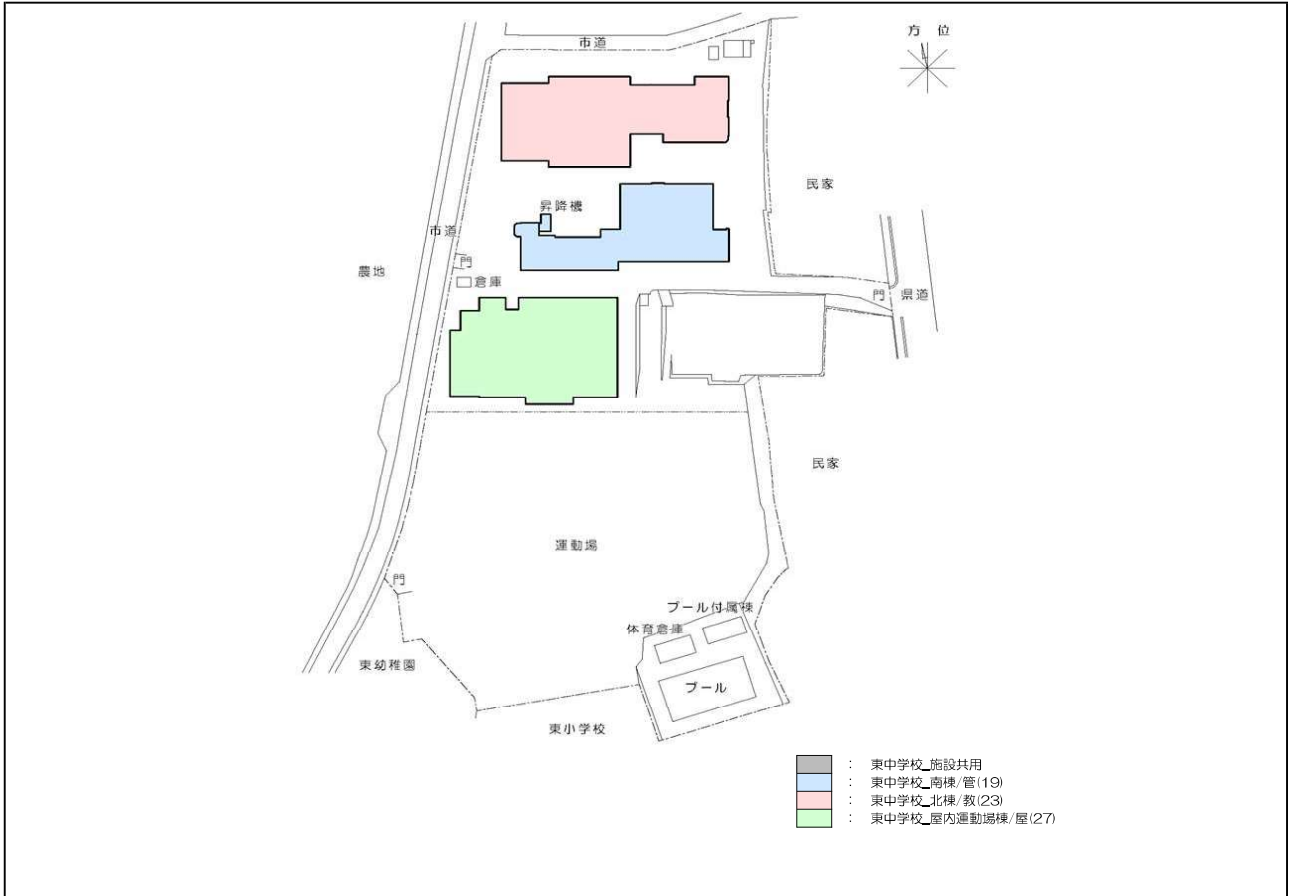 市道
方 位
民家
昇降機
市道
農地
門
倉庫
門
県道
民家
運動場
門
プール付属棟
体育倉庫
東幼稚園
プール
東小学校
： 東中学校_施設共用
： 東中学校_南棟/管(19)
： 東中学校_北棟/教(23)
： 東中学校_屋内運動場棟/屋(27)